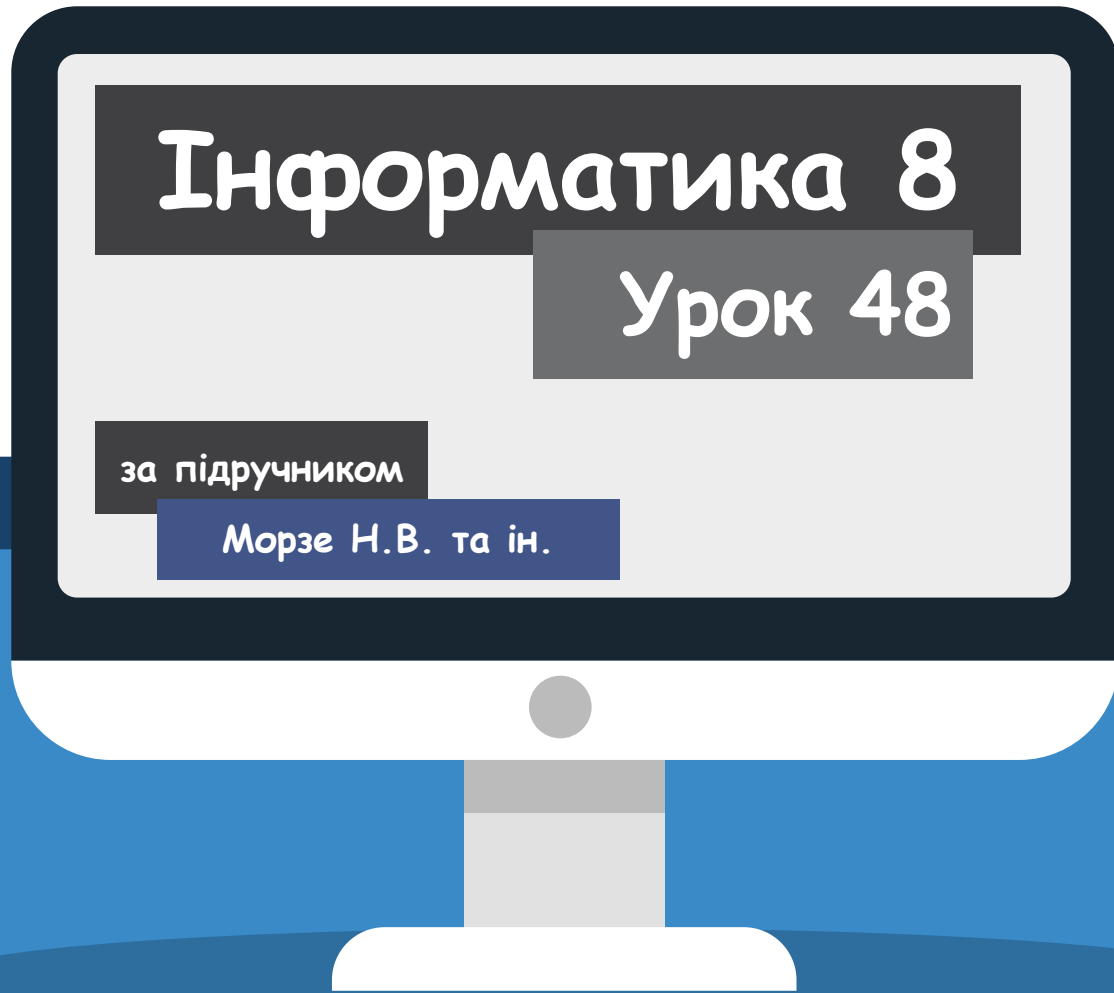 Інформатика 8
Урок 48
за підручником
Морзе Н.В. та ін.